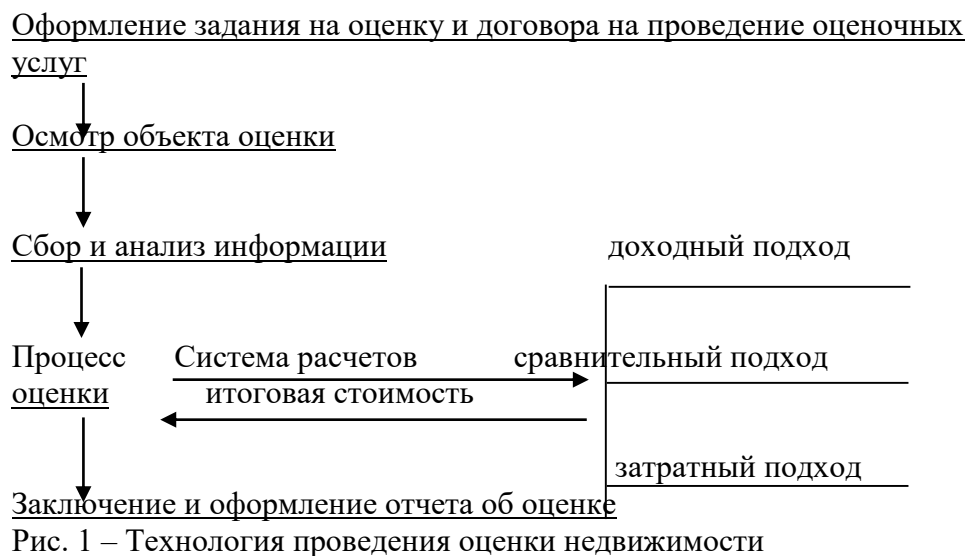 Оформление задания на оценку и договора на проведение оценочных
услуг
Осмотр объекта оценки
Сбор и анализ информации доходный подход
Процесс Система расчетов сравнительный подход
оценки итоговая стоимость
затратный подход
Заключение и оформление отчета об оценке
Рис. 1 – Технология проведения оценки недвижимости